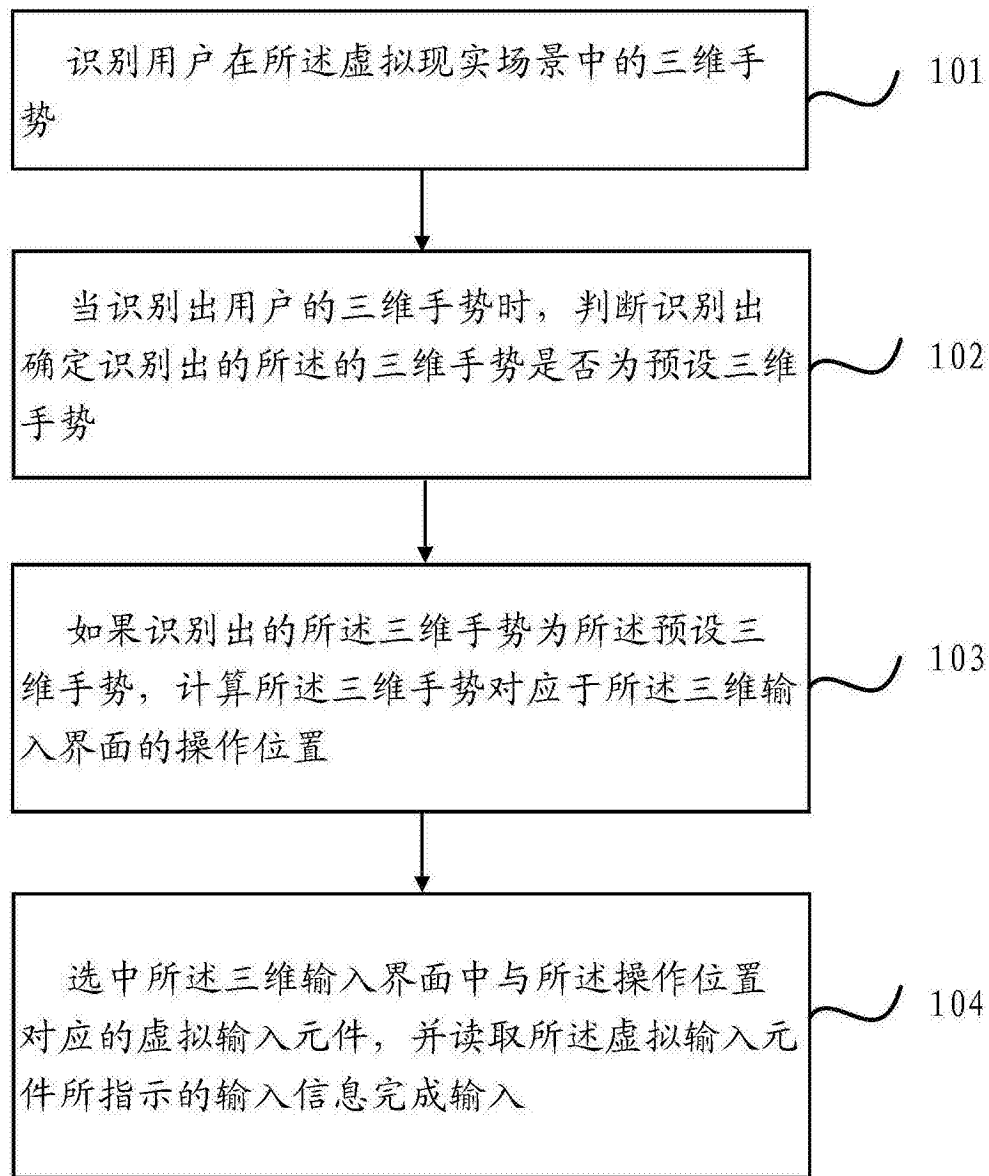 识别用户在所述虚拟现实场景中的三维手
势
101
当识别出用户的三维手势时，判断识别出
确定识别出的所述的三维手势是否为预设三维
手势
102
如果识别出的所述三维手势为所述预设三
维手势，计算所述三维手势对应于所述三维输
入界面的操作位置
103
选中所述三维输入界面中与所述操作位置
对应的虚拟输入元件，并读取所述虚拟输入元
件所指示的输入信息完成输入
104